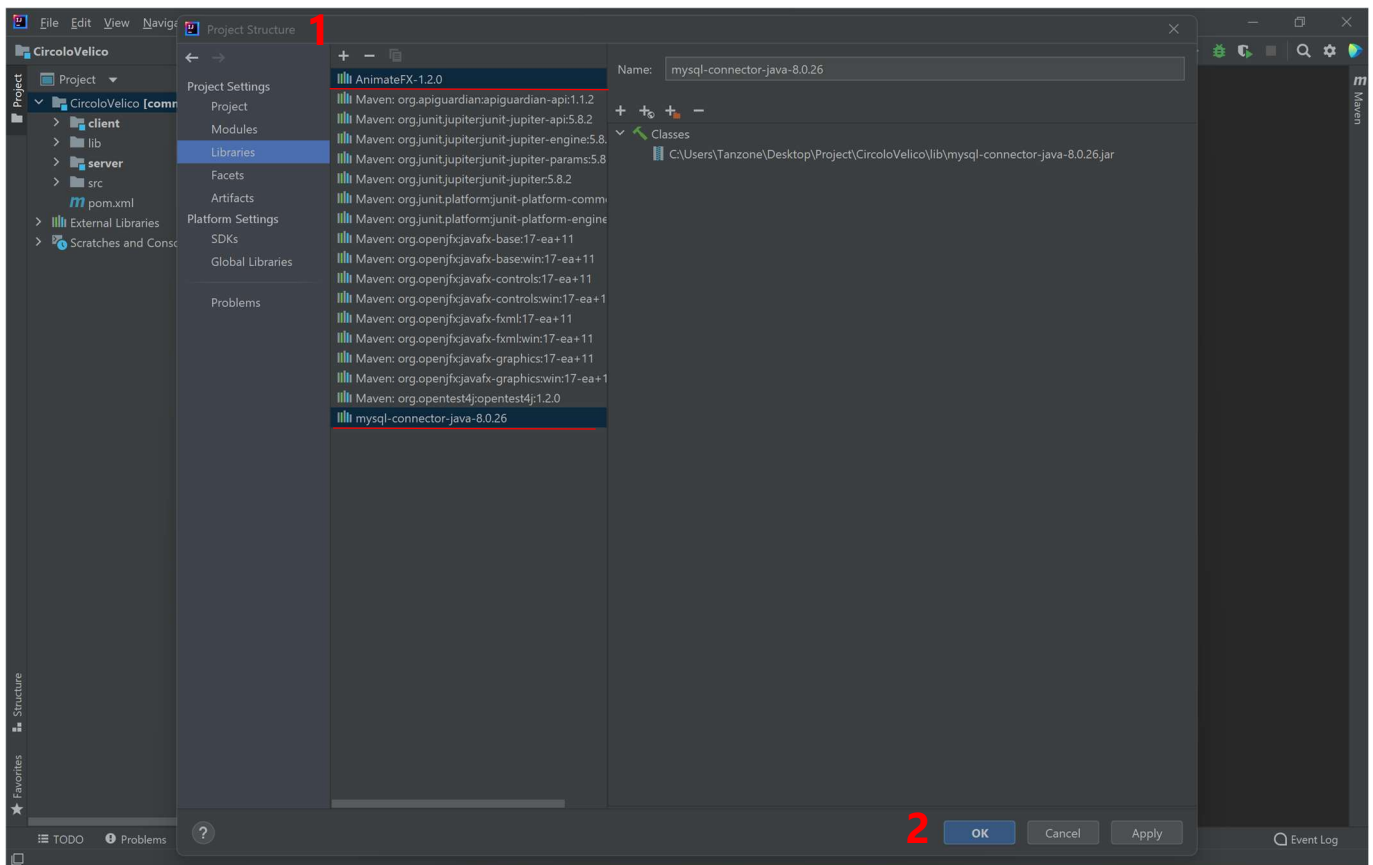 File Edit View Naviga
Project Structure
1
CircoloVelico
Project
Project
CircoloVelico [comm
client
lib
server
src
m pom.xml
External Libraries
Scratches and Conso
Structure
Favorites
TODO
Problems
Project Settings
Project
Modules
Libraries
Facets
Artifacts
Platform Settings
SDKs
Global Libraries
Problems
AnimateFX-1.2.0
Maven: org.apiguardian:apiguardian-api:1.1.2
Maven: org.junit.jupiter:junit-jupiter-api:5.8.2
Maven: org.junit.jupiter:junit-jupiter-engine:5.8.
Maven: org.junit.jupiter:junit-jupiter-params:5.8
Maven: org.junit.jupiter:junit-jupiter:5.8.2
Maven: org.junit.platform:junit-platform-comm
Maven: org.junit.platform:junit-platform-engine
Maven: org.openjfx:javafx-base:17-ea+11
Maven: org.openjfx:javafx-base:win:17-ea+11
Maven: org.openjfx:javafx-controls:17-ea+11
Maven: org.openjfx:javafx-controls:win:17-ea+1
Maven: org.openjfx:javafx-fxml:17-ea+11
Maven: org.openjfx:javafx-fxml:win:17-ea+11
Maven: org.openjfx:javafx-graphics:17-ea+11
Maven: org.openjfx:javafx-graphics:win:17-ea+1
Maven: org.opentest4j:opentest4j:1.2.0
mysql-connector-java-8.0.26
Name: mysql-connector-java-8.0.26
Classes
C:\Users\Tanzone\Desktop\Project\CircoloVelico\lib\mysql-connector-java-8.0.26.jar
m Maven
?
2
OK Cancel Apply
Event Log